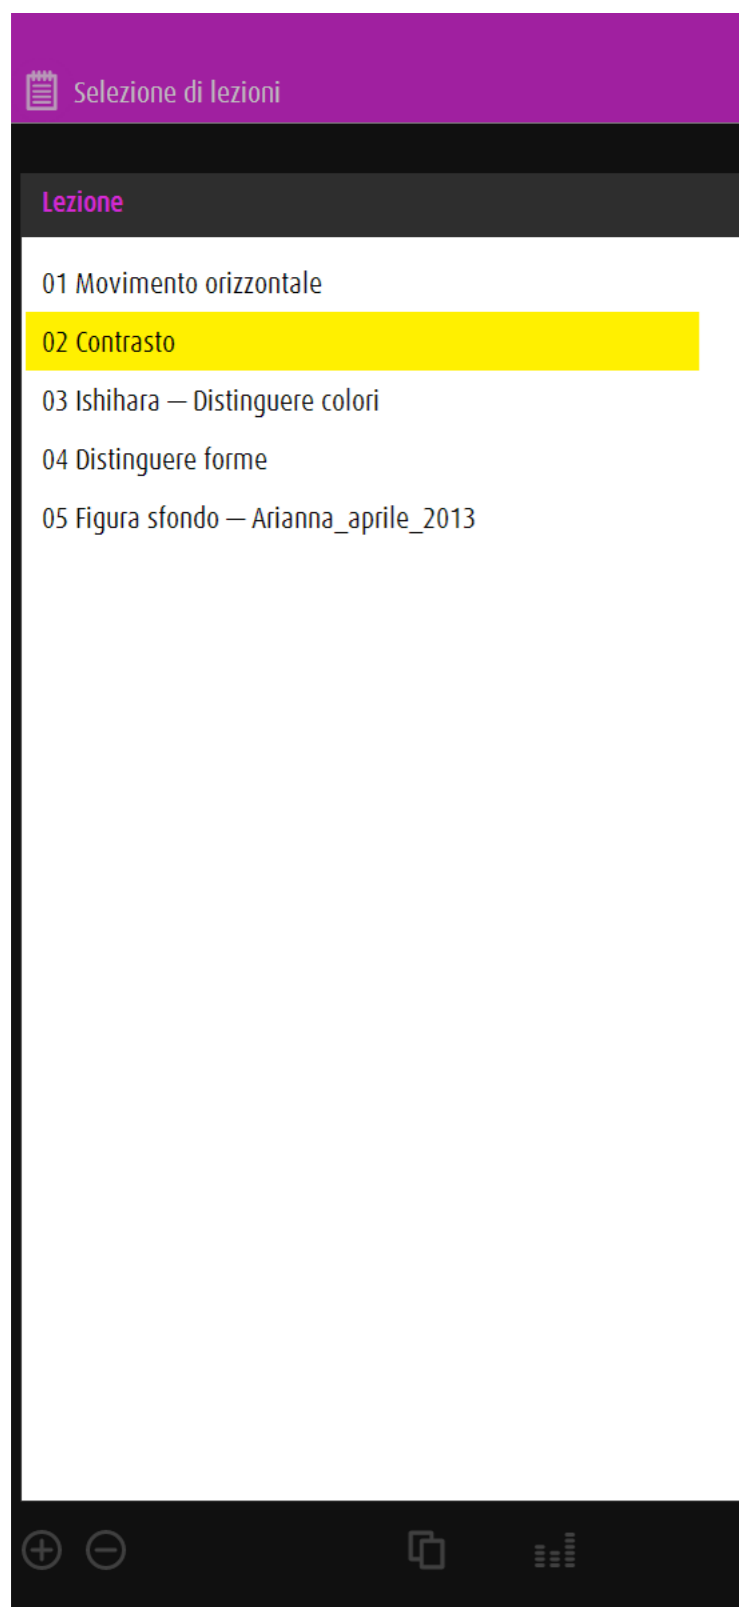 Selezione di lezioni
Lezione
01 Movimento orizzontale
02 Contrasto
03 Ishihara — Distinguere colori
04 Distinguere forme
05 Figura sfondo — Arianna_aprile_2013